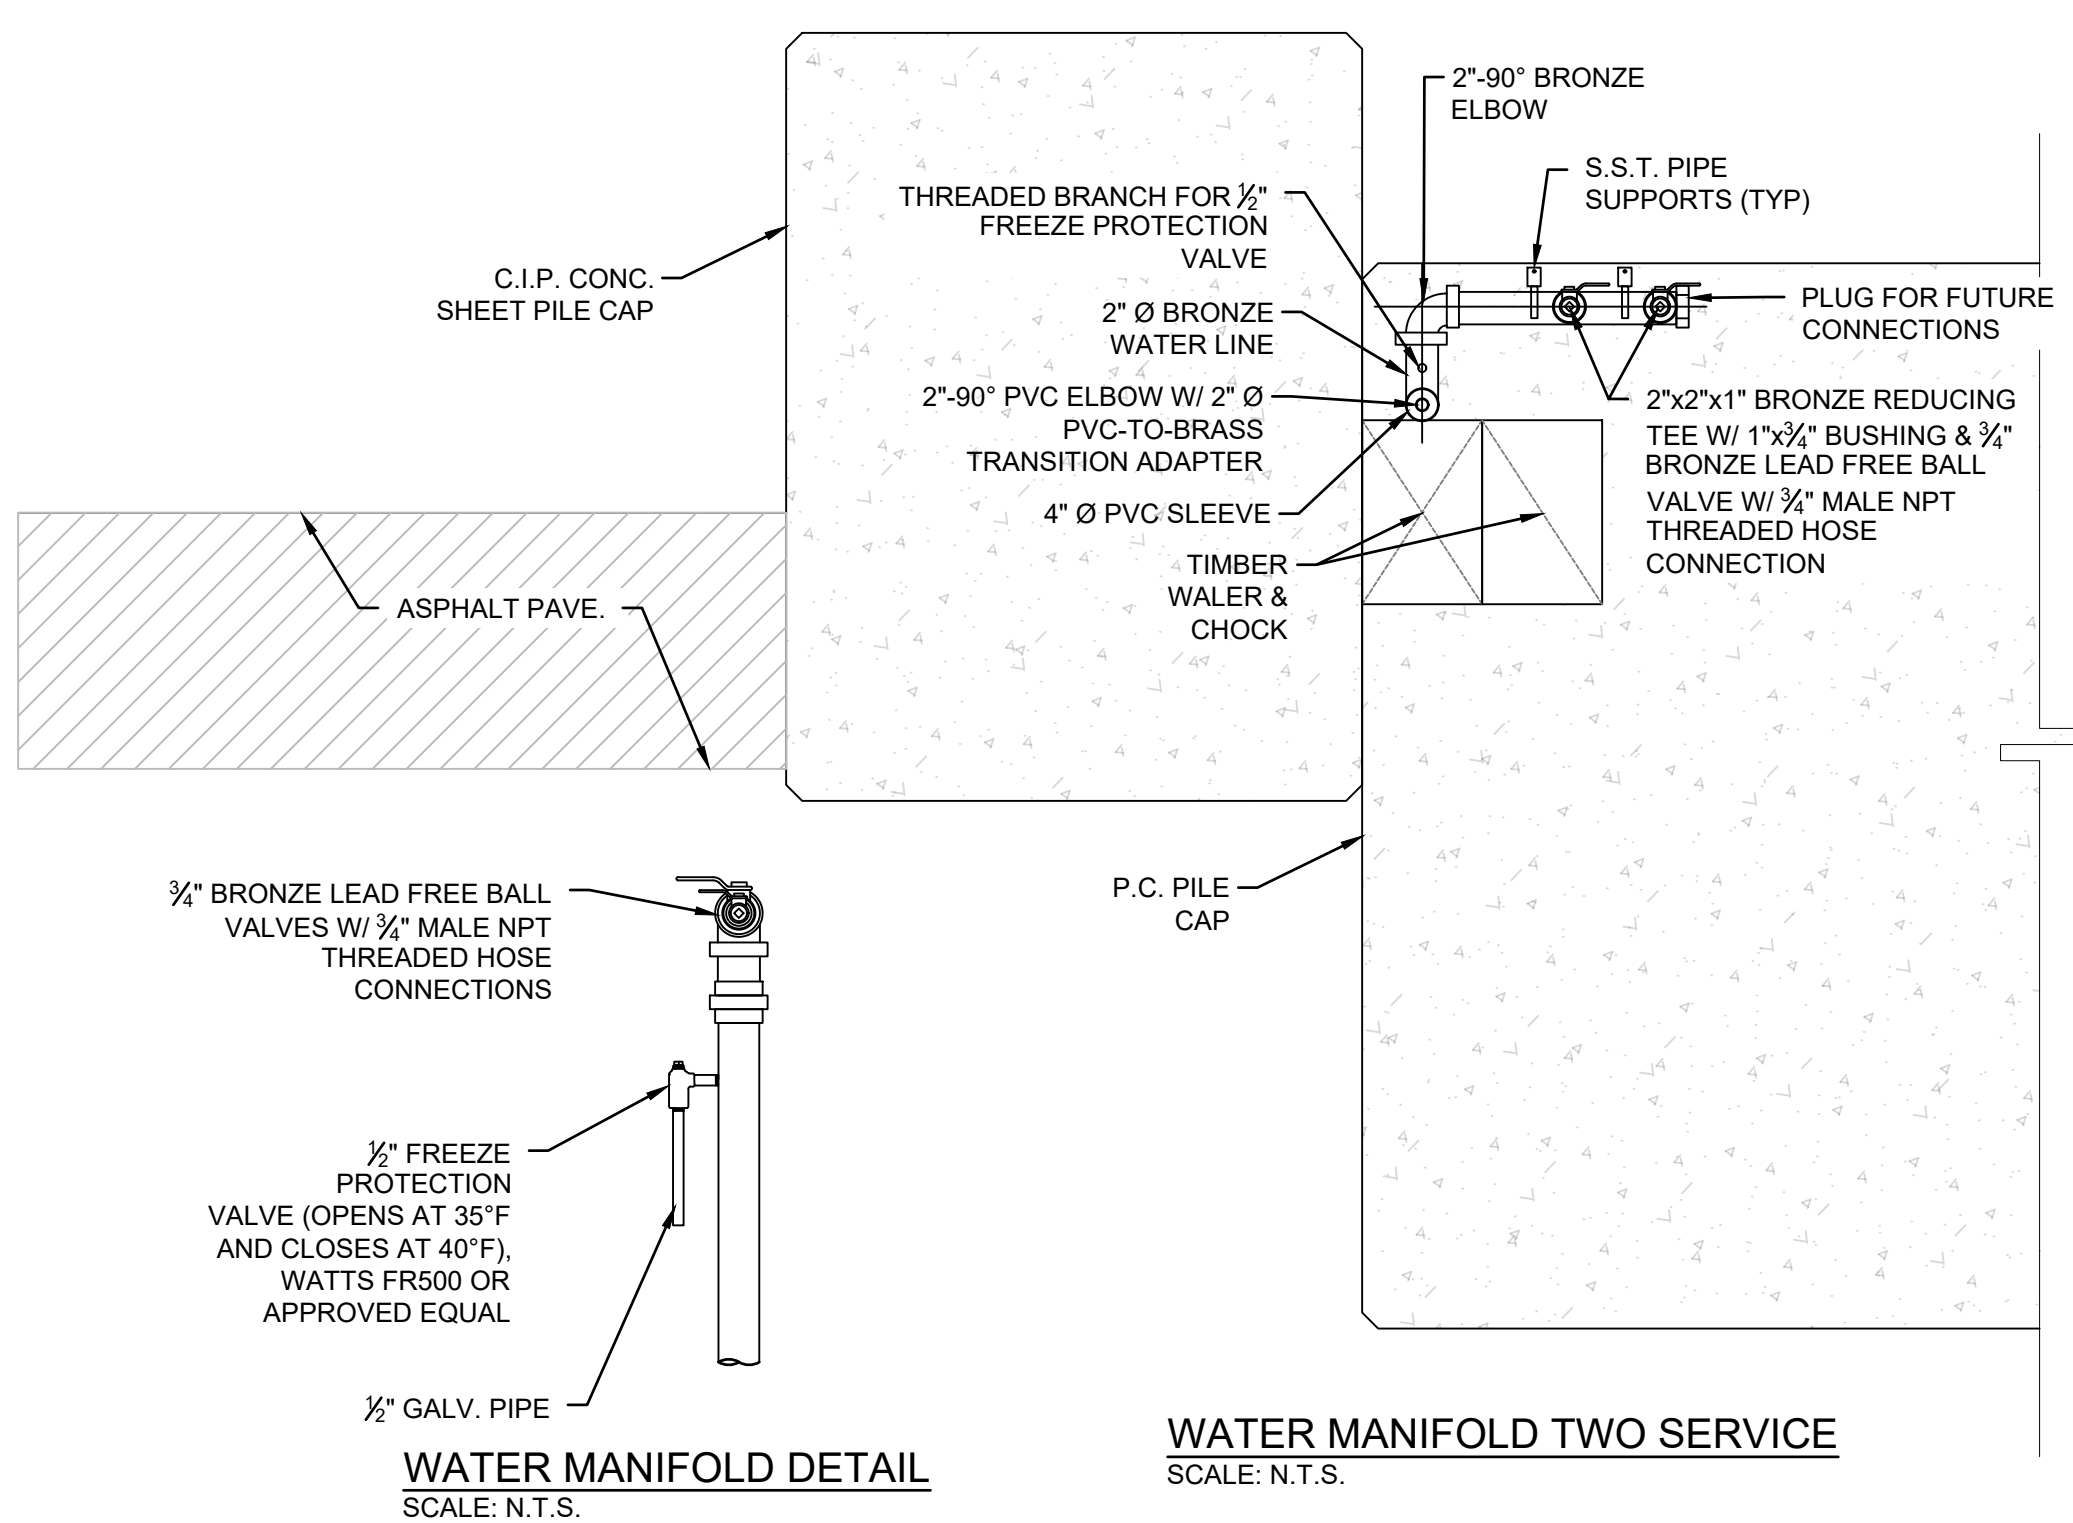 2"-90° BRONZE
ELBOW
S.S.T. PIPE
SUPPORTS (TYP)
THREADED BRANCH FOR ½"
FREEZE PROTECTION
VALVE
C.I.P. CONC.
SHEET PILE CAP
2" Ø BRONZE
WATER LINE
PLUG FOR FUTURE
CONNECTIONS
2"-90° PVC ELBOW W/ 2" Ø
PVC-TO-BRASS
TRANSITION ADAPTER
2"x2"x1" BRONZE REDUCING
TEE W/ 1"x¾" BUSHING & ¾"
BRONZE LEAD FREE BALL
VALVE W/ ¾" MALE NPT
THREADED HOSE
CONNECTION
4" Ø PVC SLEEVE
TIMBER
WALER &
CHOCK
ASPHALT PAVE.
¾" BRONZE LEAD FREE BALL
VALVES W/ ¾" MALE NPT
THREADED HOSE
CONNECTIONS
P.C. PILE
CAP
½" FREEZE
PROTECTION
VALVE (OPENS AT 35°F
AND CLOSES AT 40°F),
WATTS FR500 OR
APPROVED EQUAL
½" GALV. PIPE
WATER MANIFOLD DETAIL
SCALE: N.T.S.
WATER MANIFOLD TWO SERVICE
SCALE: N.T.S.